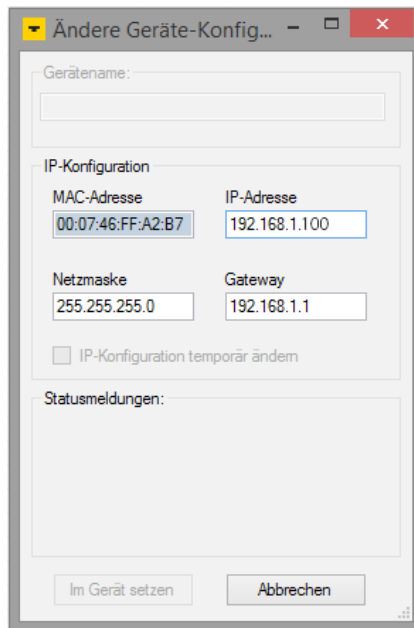 Ändere Geräte-Konfig...
Gerätename:
IP-Konfiguration
MAC-Adresse IP-Adresse
00:07:46:FF:A2:B7 192.168.1.100
Netzmaske Gateway
255.255.255.0 192.168.1.1
IP-Konfiguration temporär ändern
Statusmeldungen:
Im Gerät setzen Abbrechen